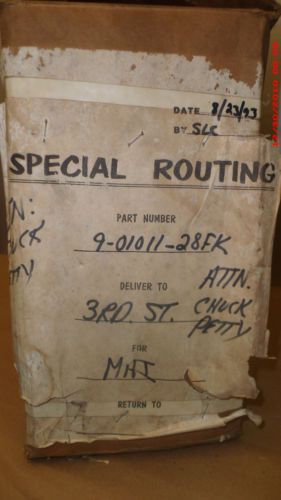 DATE 8/23/93
BY SLC
SPECIAL ROUTING
PART NUMBER
9-01011-28FK
DELIVER TO
3RD. ST.
ATTN.
CHUCK
PETTY
FOR
MHI
RETURN TO